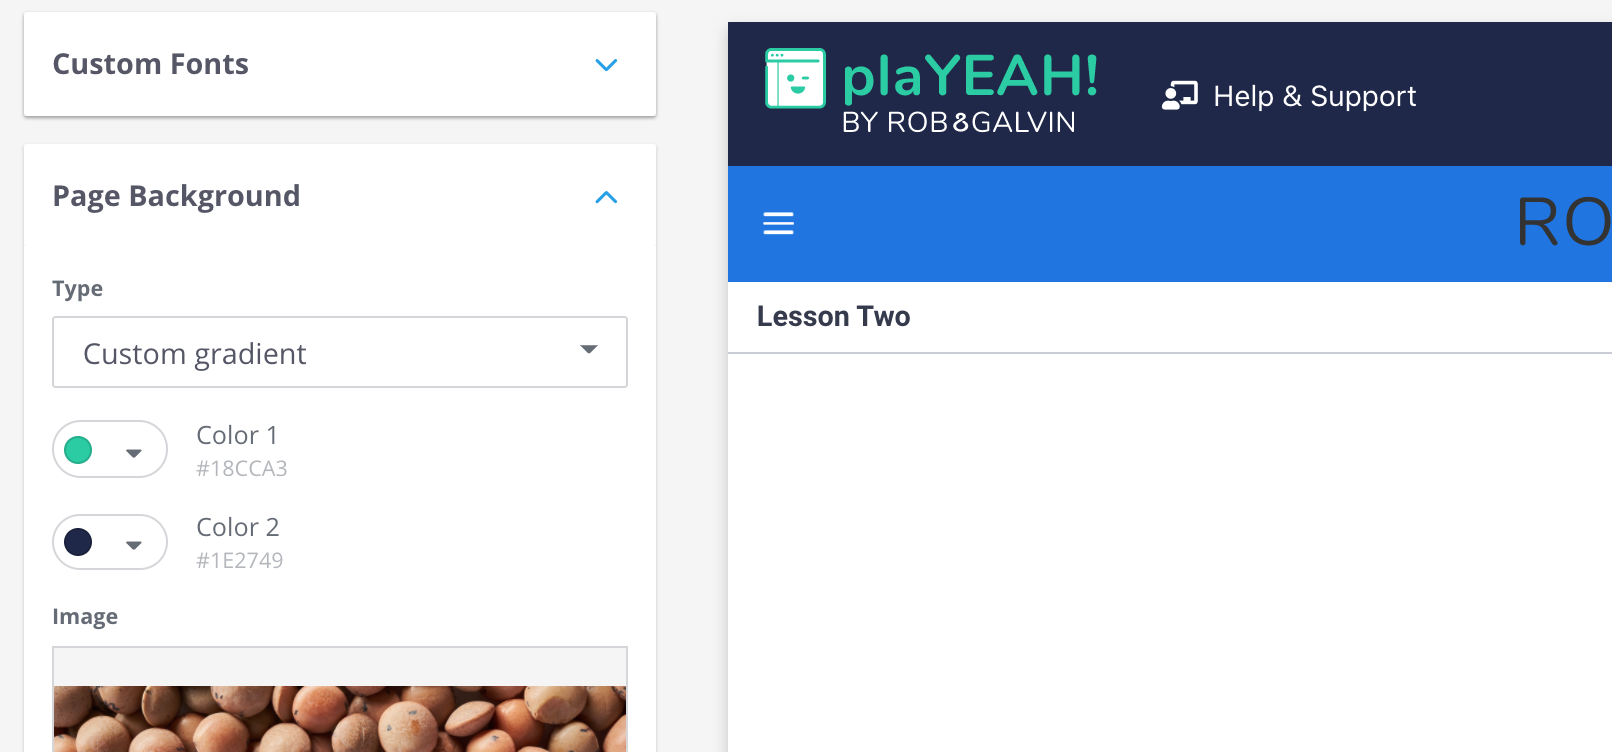 Custom Fonts
Page Background
Type
Custom gradient
Color 1
#18CCA3
Color 2
#1E2749
Image
plaYEAH!
BY ROB&GALVIN
Help & Support
RO
Lesson Two